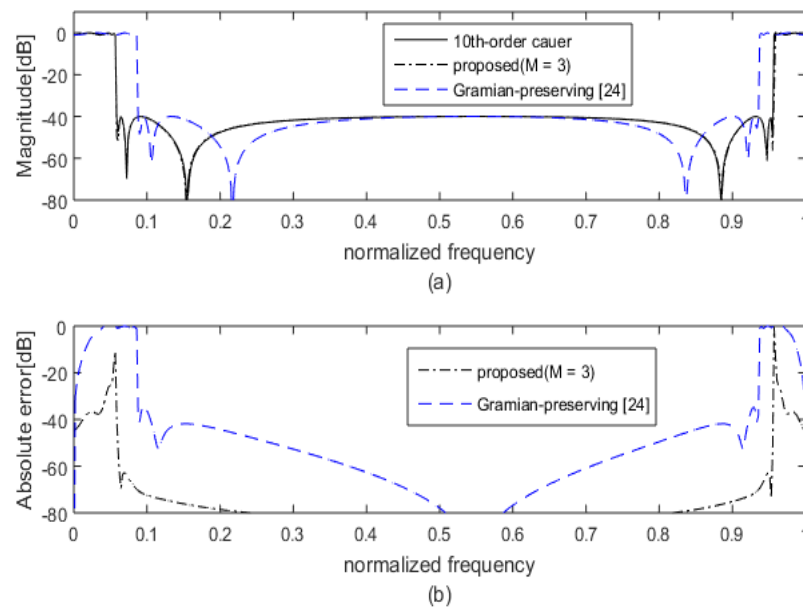 0
-20
-40
-60
-80
Magnitude[dB]
10th-order cauer
proposed(M = 3)
Gramian-preserving [24]
0 0.1 0.2 0.3 0.4 0.5 0.6 0.7 0.8 0.9 1
normalized frequency
(a)
0
-20
-40
-60
-80
Absolute error[dB]
proposed(M = 3)
Gramian-preserving [24]
0 0.1 0.2 0.3 0.4 0.5 0.6 0.7 0.8 0.9
normalized frequency
(b)